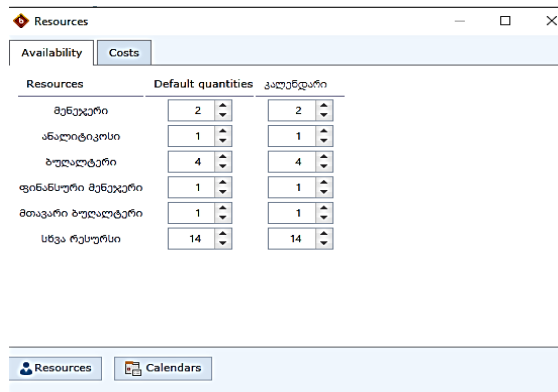 Resources
Availability Costs
Resources Default quantities კალენდარი
მენეჯერი 2 2
ანალიტიკოსი 1 1
ბუღალტერი 4 4
ფინანსური მენეჯერი 1 1
მთავარი ბუღალტერი 1 1
სხვა რესურსი 14 14
Resources Calendars